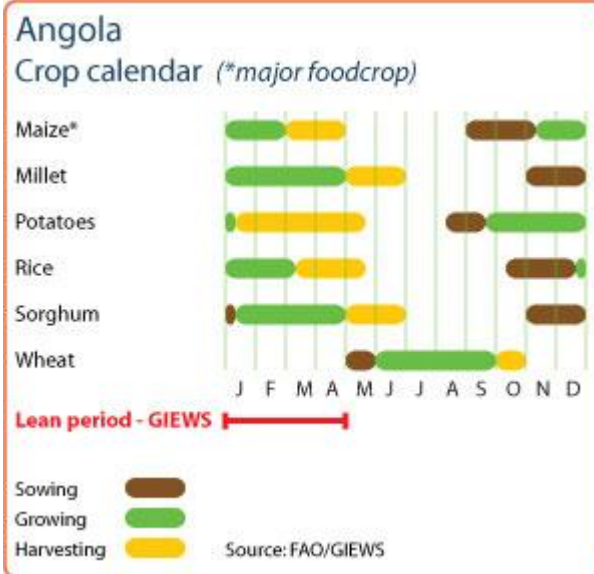 Angola
Crop calendar (*major foodcrop)
Maize*
Millet
Potatoes
Rice
Sorghum
Wheat
J F M A M J J A S O N D
Lean period - GIEWS
Sowing
Growing
Harvesting Source: FAO/GIEWS